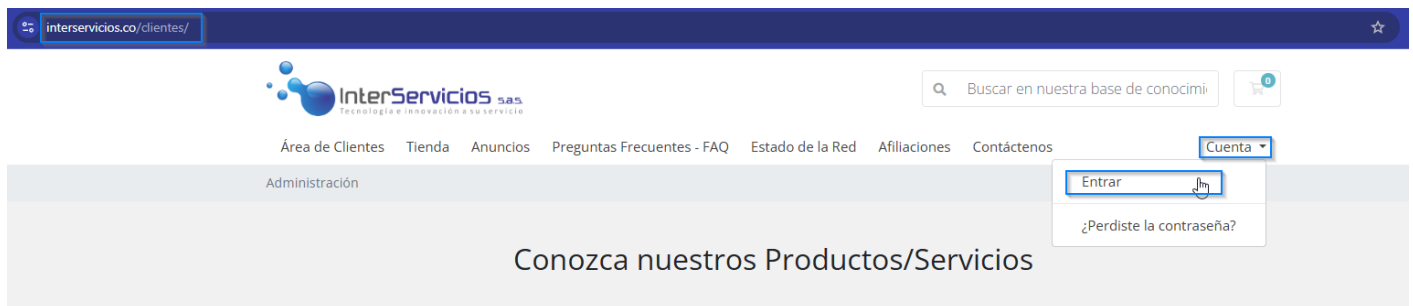 interservicios.co/clientes/
InterServicios s.a.s.
Tecnología e innovación a su servicio
Buscar en nuestra base de conocimi
0
Área de Clientes Tienda Anuncios Preguntas Frecuentes - FAQ Estado de la Red Afiliaciones Contáctenos Cuenta
Administración
Entrar
¿Perdiste la contraseña?
Conozca nuestros Productos/Servicios